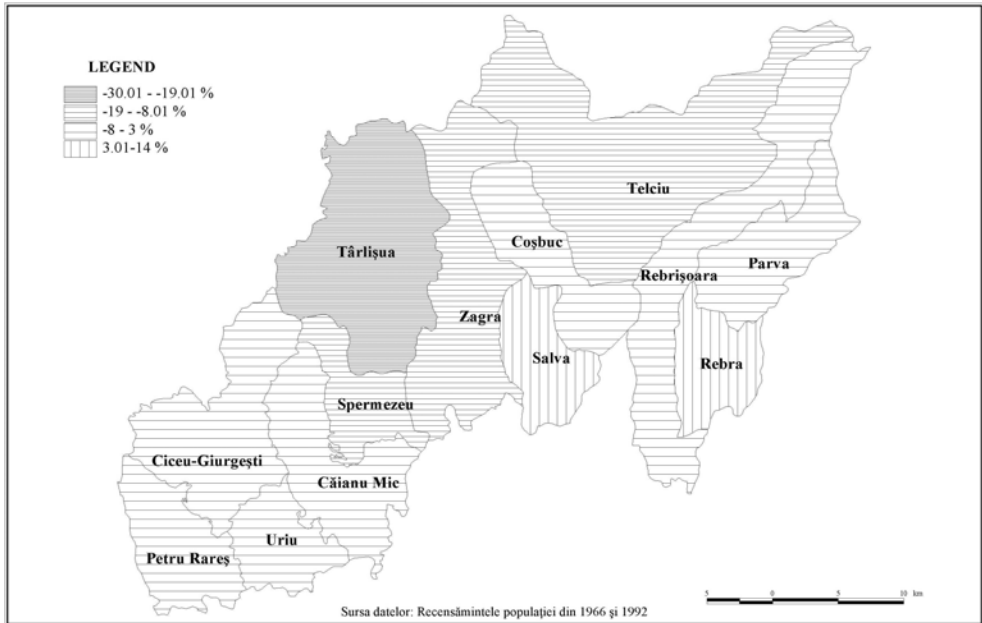 LEGEND
-30.01 - -19.01 %
-19 - -8.01 %
-8 - 3 %
3.01-14 %
Telciu
Coşbuc
Târlişua
Parva
Rebrişoara
Zagra
Salva
Rebra
Spermezeu
Ciceu-Giurgeşti
Căianu Mic
Uriu
Petru Rareş
5 0 5 10 km
Sursa datelor: Recensămintele populaţiei din 1966 şi 1992